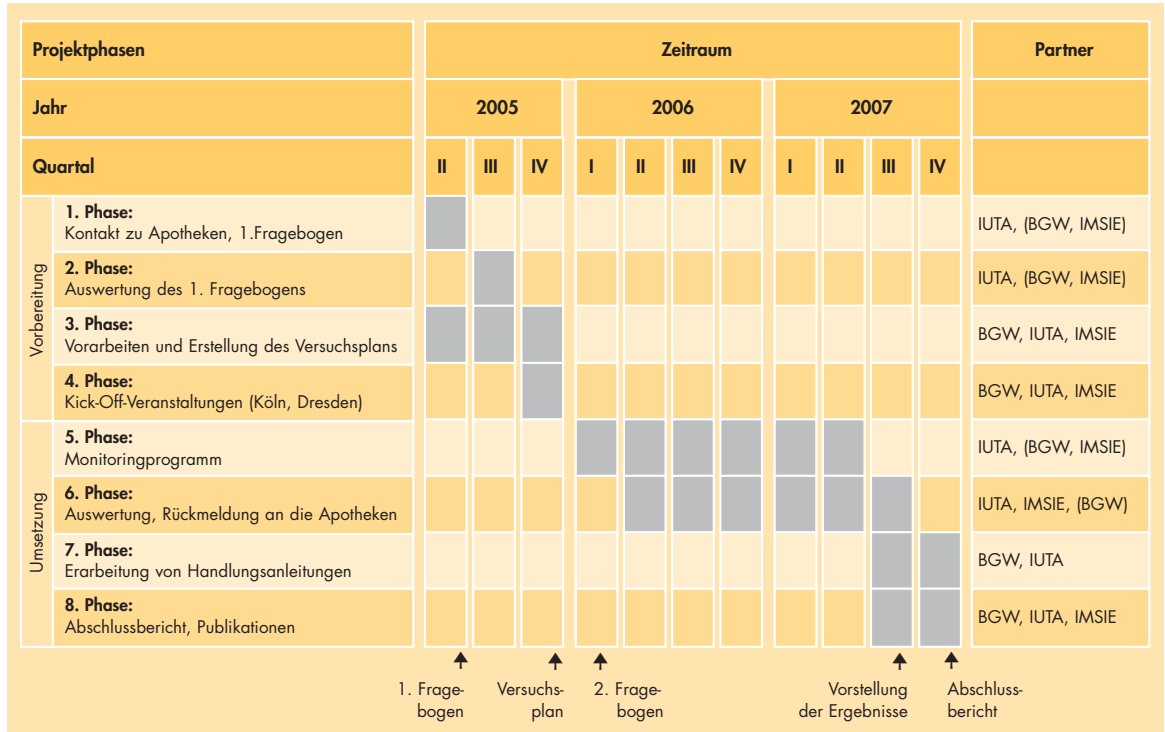 Projektphasen Zeitraum Partner
Jahr 2005 2006 2007
Quartal II III IV I II III IV I II III IV
Vorbereitung
1. Phase:
Kontakt zu Apotheken, 1.Fragebogen IUTA, (BGW, IMSIE)
2. Phase:
Auswertung des 1. Fragebogens IUTA, (BGW, IMSIE)
3. Phase:
Vorarbeiten und Erstellung des Versuchsplans BGW, IUTA, IMSIE
4. Phase:
Kick-Off-Veranstaltungen (Köln, Dresden) BGW, IUTA, IMSIE
Umsetzung
5. Phase:
Monitoringprogramm IUTA, (BGW, IMSIE)
6. Phase:
Auswertung, Rückmeldung an die Apotheken IUTA, IMSIE, (BGW)
7. Phase:
Erarbeitung von Handlungsanleitungen BGW, IUTA
8. Phase:
Abschlussbericht, Publikationen BGW, IUTA, IMSIE
1. Frage-
bogen
Versuchs-
plan
2. Frage-
bogen
Vorstellung
der Ergebnisse
Abschluss-
bericht